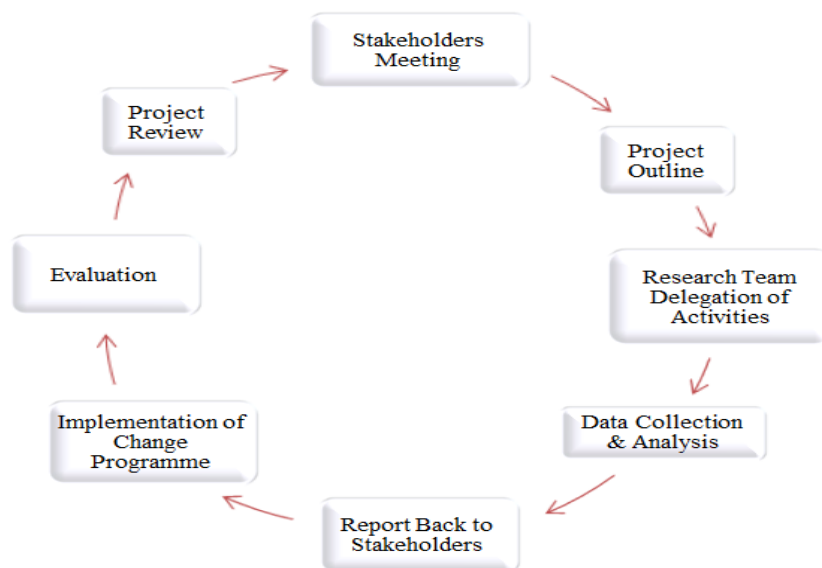 Stakeholders
Meeting
Project
Outline
Research Team
Delegation of
Activities
Data Collection
& Analysis
Report Back to
Stakeholders
Implementation of
Change
Programme
Evaluation
Project
Review